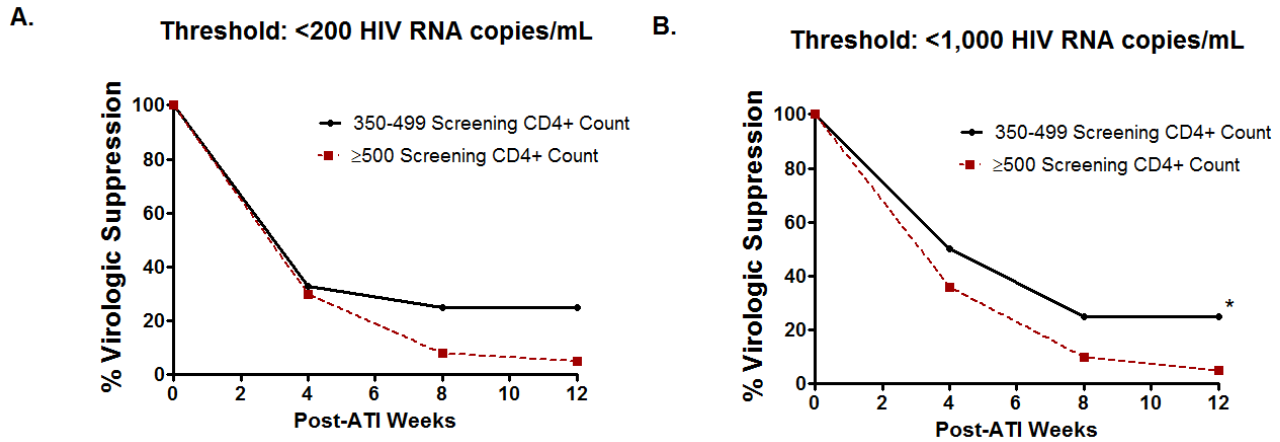 A.
Threshold: <200 HIV RNA copies/mL
% Virologic Suppression
100
80
60
40
20
0
350-499 Screening CD4+ Count
≥500 Screening CD4+ Count
0 2 4 6 8 10 12
Post-ATI Weeks
B.
Threshold: <1,000 HIV RNA copies/mL
% Virologic Suppression
100
80
60
40
20
0
350-499 Screening CD4+ Count
≥500 Screening CD4+ Count
*
0 2 4 6 8 10 12
Post-ATI Weeks